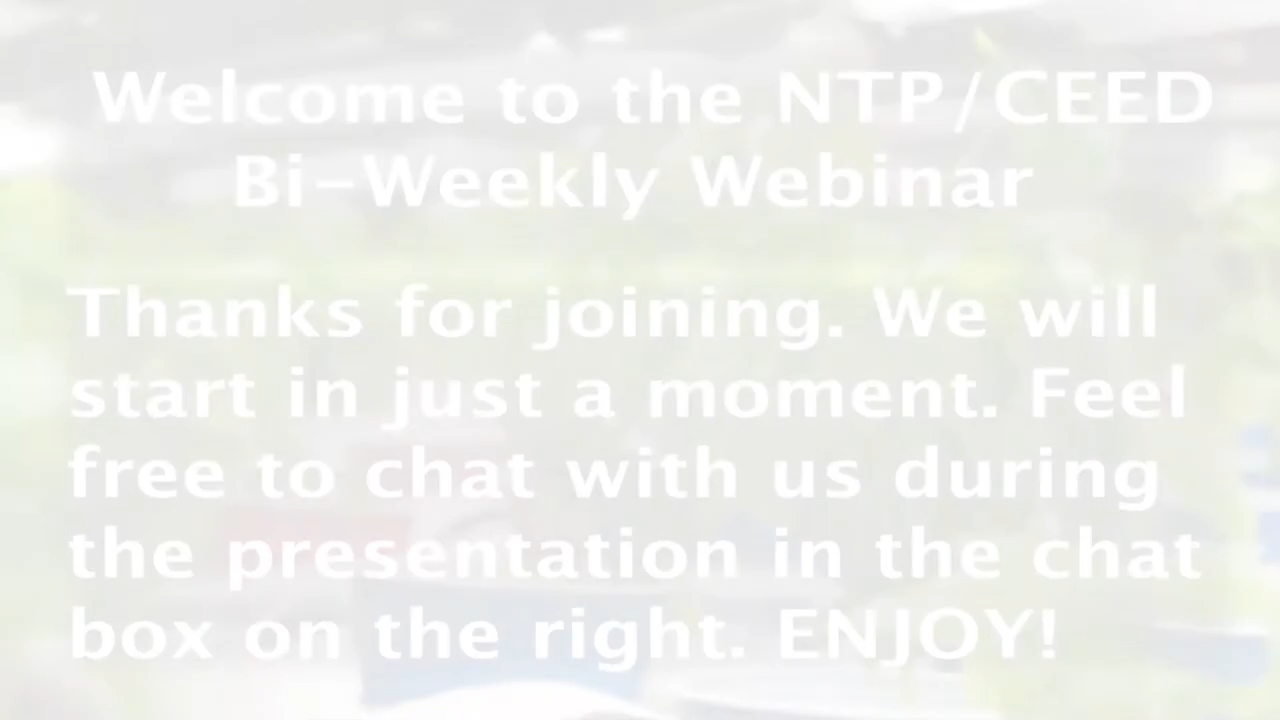 Welcome to the NTP/CEED
Bi-Weekly Webinar
Thanks for joining. We will
start in just a moment. Feel
free to chat with us during
the presentation in the chat
box on the right. ENJOY!